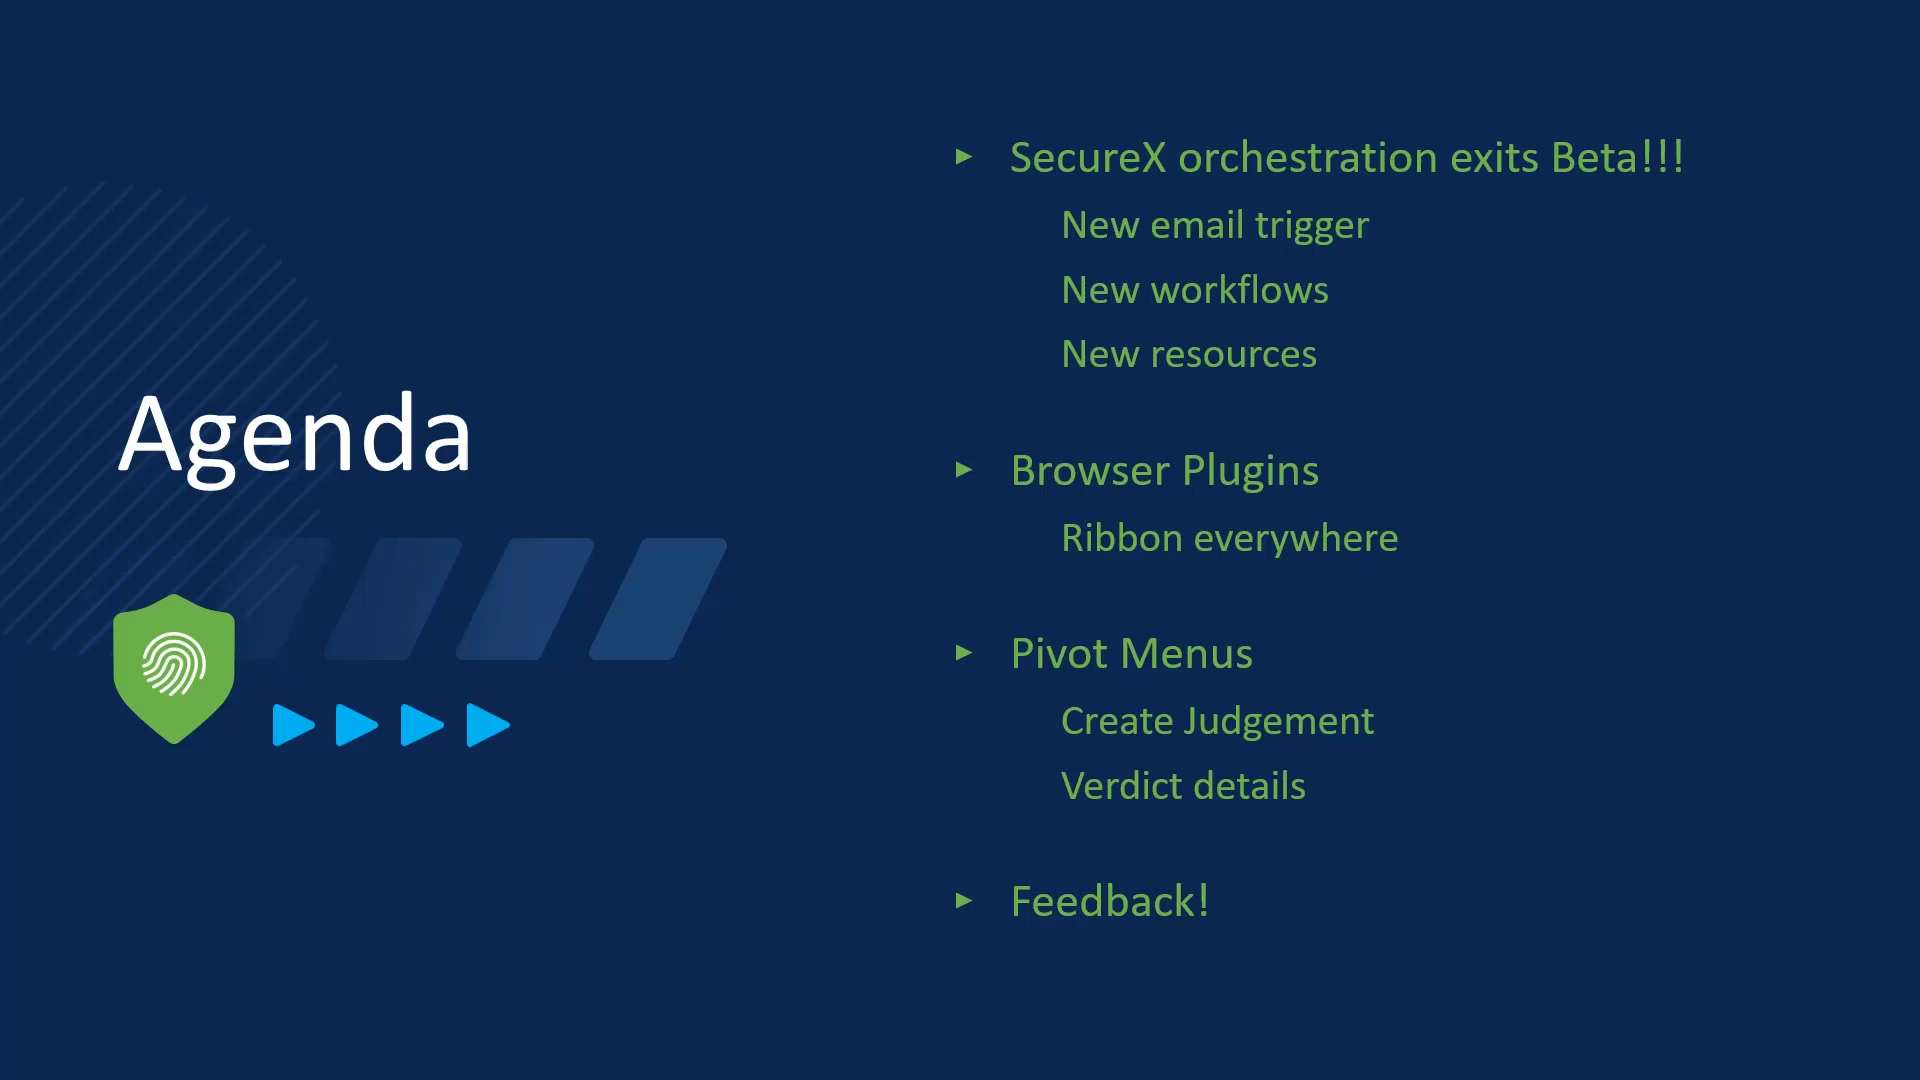 Agenda
SecureX orchestration exits Beta!!!
New email trigger
New workflows
New resources
Browser Plugins
Ribbon everywhere
Pivot Menus
Create Judgement
Verdict details
Feedback!